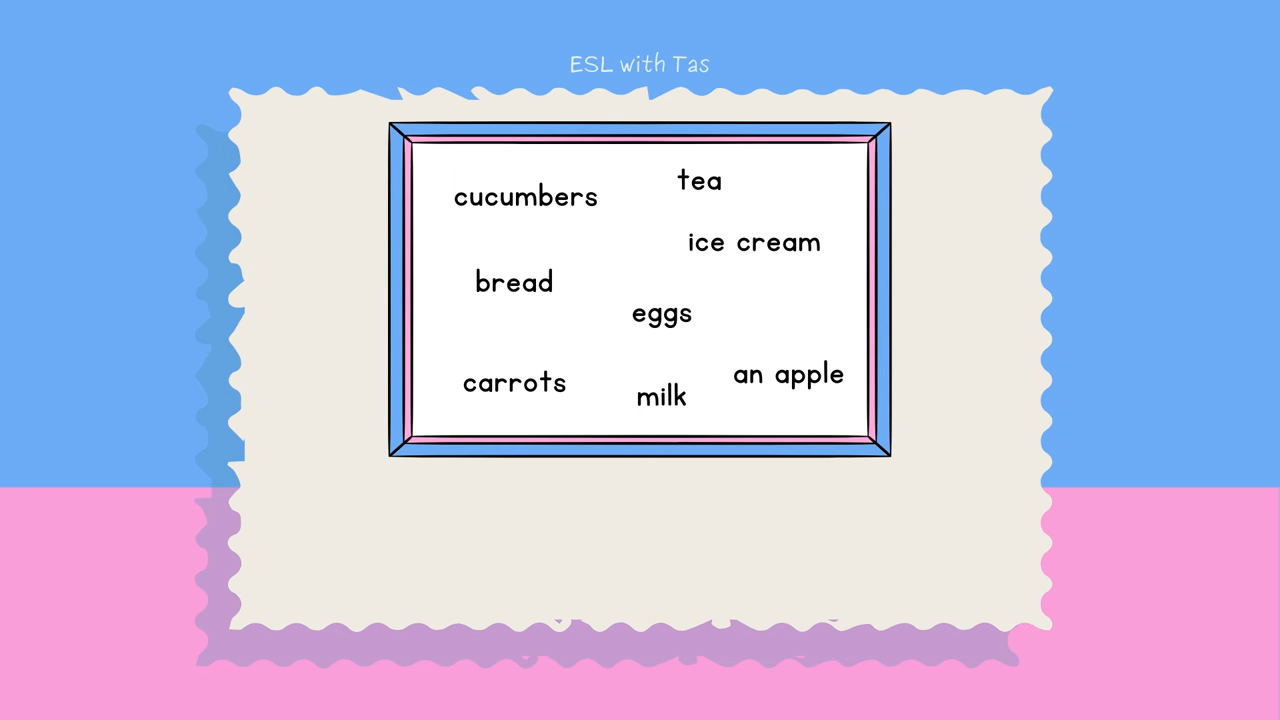 ESL with Tas
cucumbers
tea
ice cream
bread
eggs
carrots
milk
an apple